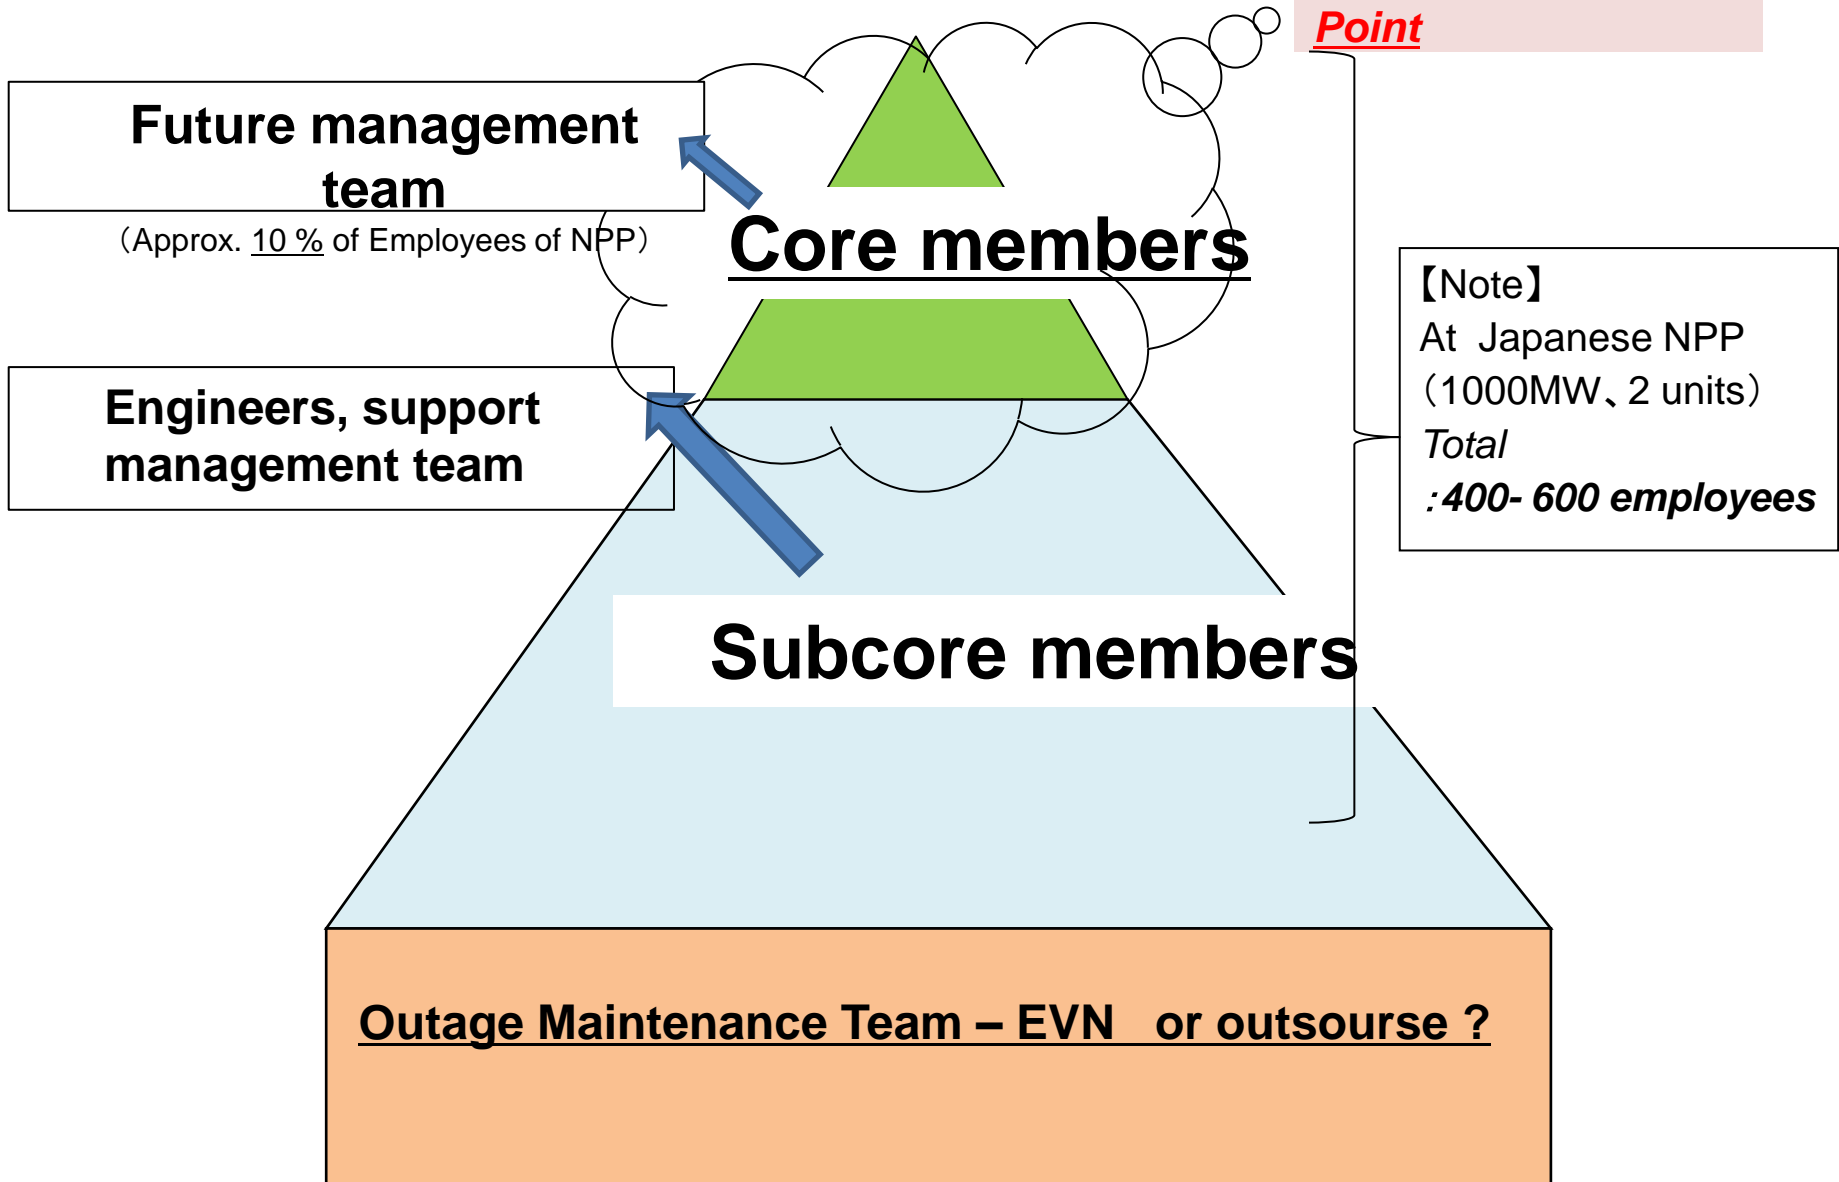 Point
Future management
team
（Approx. 10 % of Employees of NPP）
Core members
【Note】
At  Japanese NPP
（1000MW、2 units）
Total
：400- 600 employees
Engineers, support
management team
Subcore members
Outage Maintenance Team – EVN   or outsourse ?